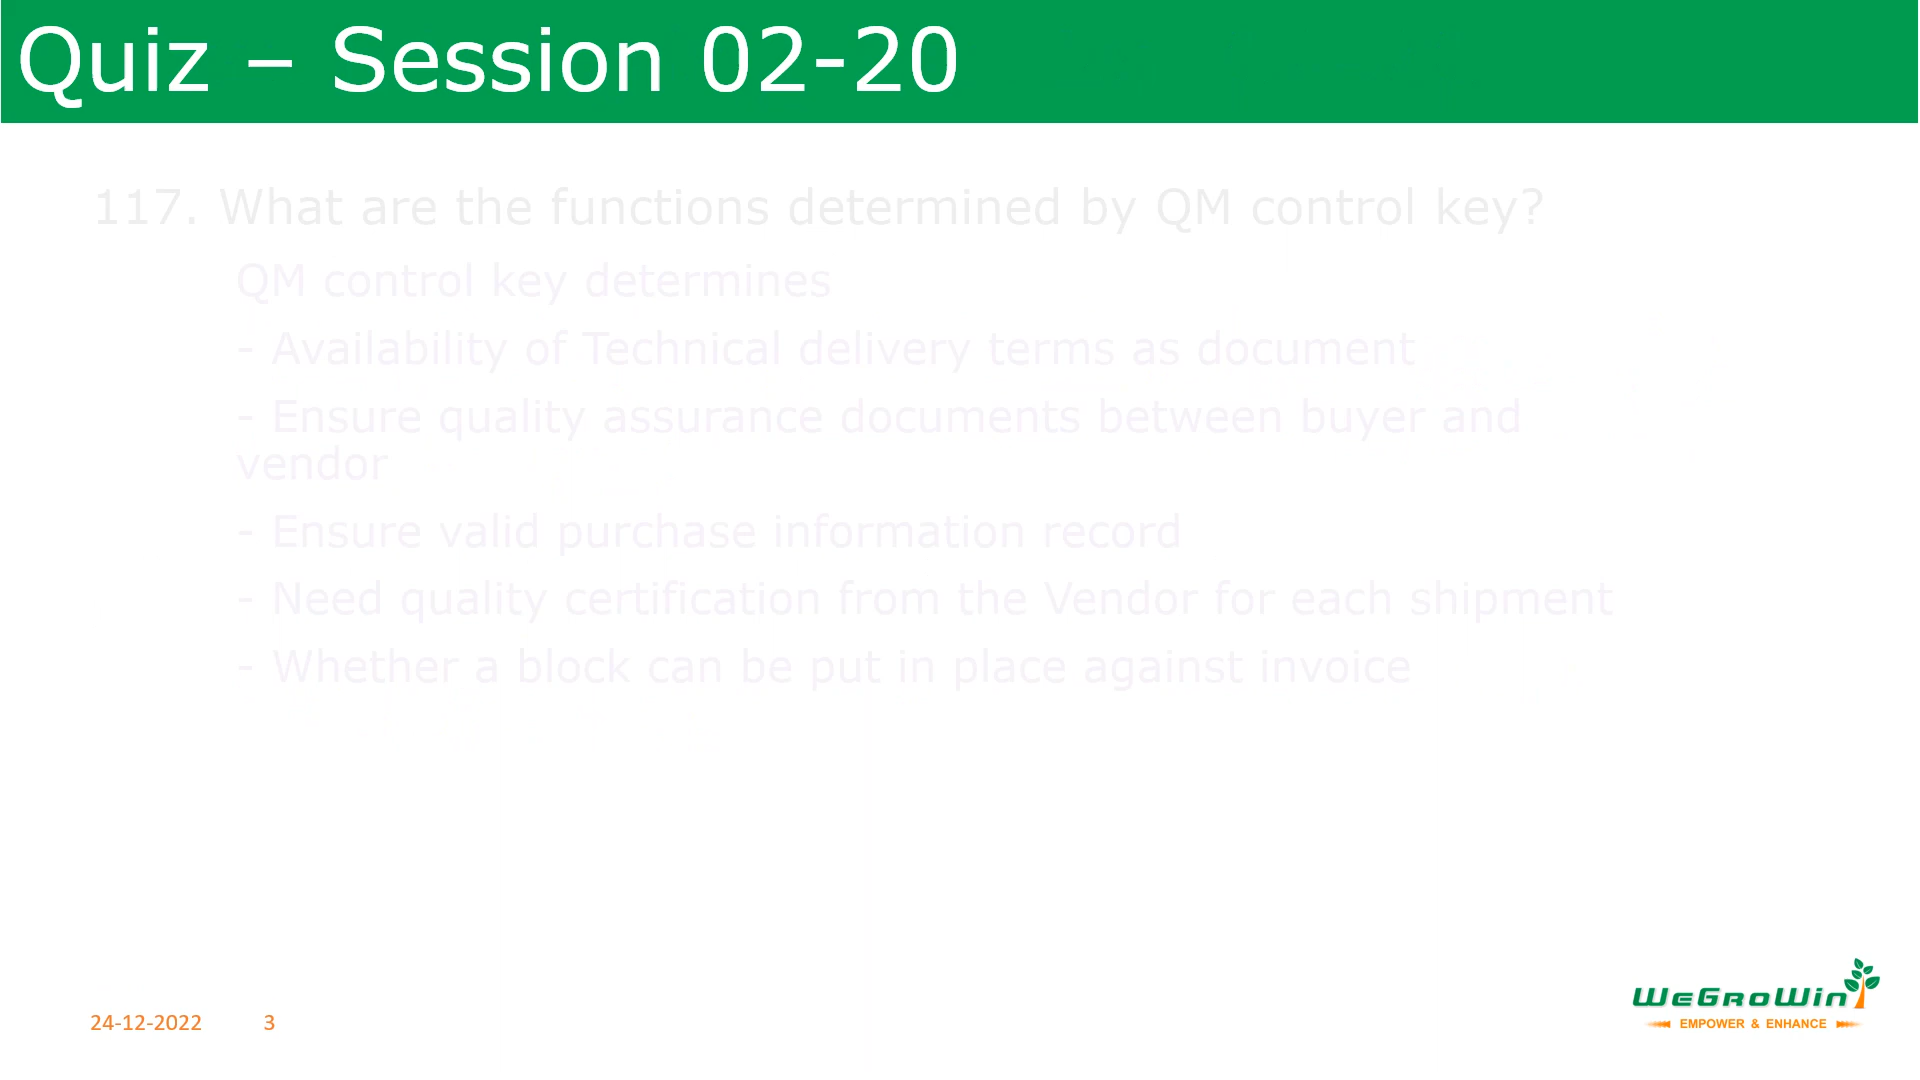 Quiz – Session 02-20
117. What are the functions determined by QM control key?
QM control key determines
- Availability of Technical delivery terms as document
- Ensure quality assurance documents between buyer and
vendor
- Ensure valid purchase information record
- Need quality certification from the Vendor for each shipment
- Whether a block can be put in place against invoice
24-12-2022 3
WeGroWin
EMPOWER & ENHANCE